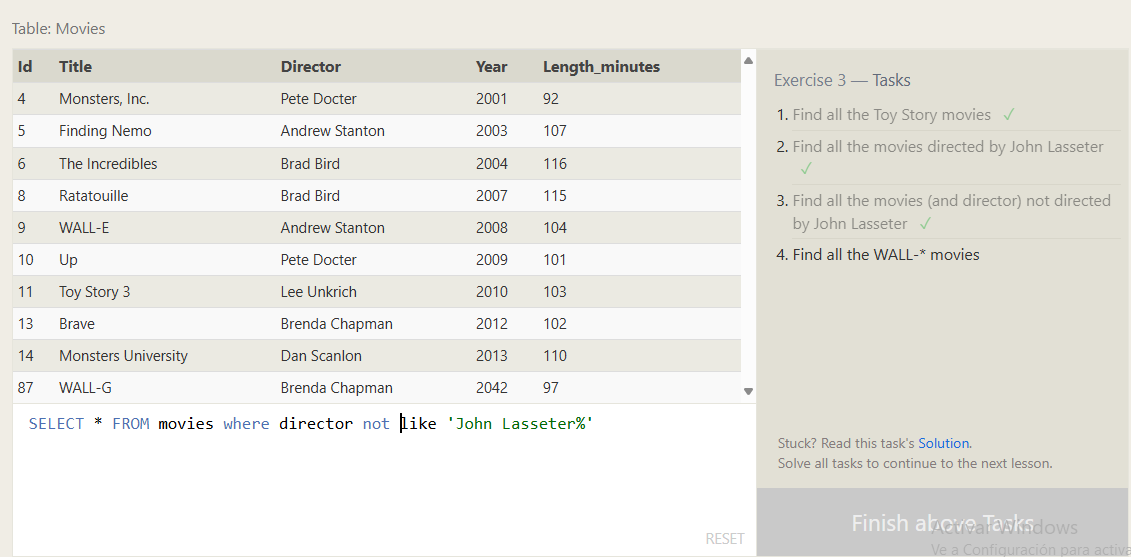 Table: Movies
Id Title Director Year Length_minutes
4 Monsters, Inc. Pete Docter 2001 92
5 Finding Nemo Andrew Stanton 2003 107
6 The Incredibles Brad Bird 2004 116
8 Ratatouille Brad Bird 2007 115
9 WALL-E Andrew Stanton 2008 104
10 Up Pete Docter 2009 101
11 Toy Story 3 Lee Unkrich 2010 103
13 Brave Brenda Chapman 2012 102
14 Monsters University Dan Scanlon 2013 110
87 WALL-G Brenda Chapman 2042 97
SELECT * FROM movies where director not like 'John Lasseter%'
RESET
Exercise 3 — Tasks
1. Find all the Toy Story movies ✓
2. Find all the movies directed by John Lasseter
✓
3. Find all the movies (and director) not directed
by John Lasseter ✓
4. Find all the WALL-* movies
Stuck? Read this task's Solution.
Solve all tasks to continue to the next lesson.
Finish above Tasks
Activar Windows
Ve a Configuración para activa